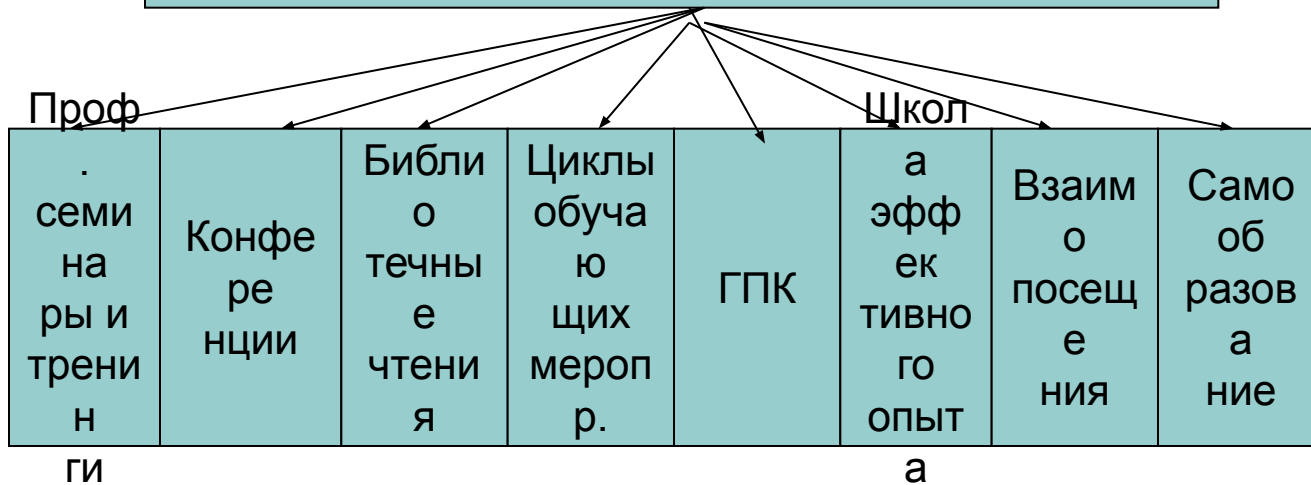 Проф
.
семи
на
ры и
трени
н
ги
Конфе
ре
нции
Библи
о
течны
е
чтени
я
Циклы
обуча
ю
щих
мероп
р.
ГПК
Школ
а
эфф
ек
тивно
го
опыт
а
Взаим
о
посещ
е
ния
Само
об
разов
а
ние